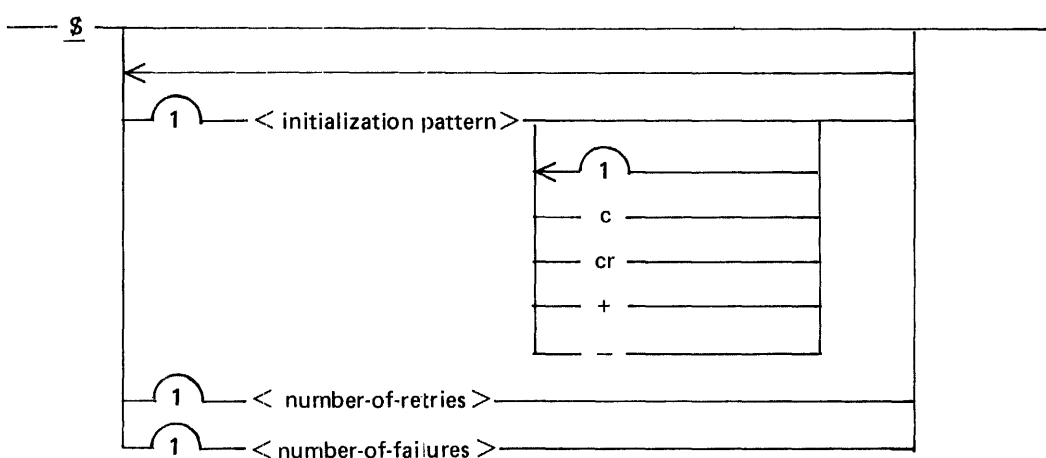 $
1 < initialization pattern >
1
c
cr
+
–
1 < number-of-retries >
1 < number-of-failures >